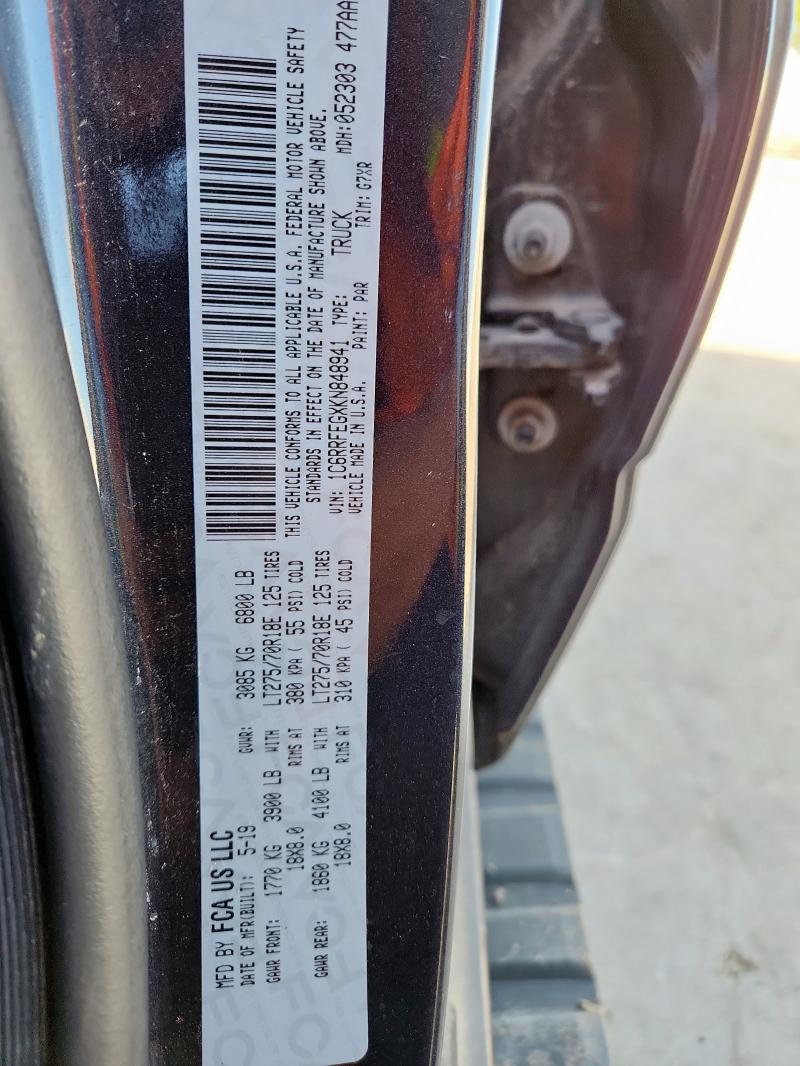 MFD BY FCA US LLC
DATE OF MFR(BUILT): 5-19 GVWR: 3085 KG 6800 LB
GAWR FRONT: 1770 KG 3900 LB WITH LT275/70R18E 125 TIRES
18X8.0 RIMS AT 380 KPA ( 55 PSI) COLD
GAWR REAR: 1860 KG 4100 LB WITH LT275/70R18E 125 TIRES
18X8.0 RIMS AT 310 KPA ( 45 PSI) COLD
THIS VEHICLE CONFORMS TO ALL APPLICABLE U.S.A. FEDERAL MOTOR VEHICLE SAFETY
STANDARDS IN EFFECT ON THE DATE OF MANUFACTURE SHOWN ABOVE.
VIN: 1C6RRFEGXKN848941 TYPE: TRUCK MDH:052303 477AA
VEHICLE MADE IN U.S.A. PAINT: PAR TRIM: G7XR